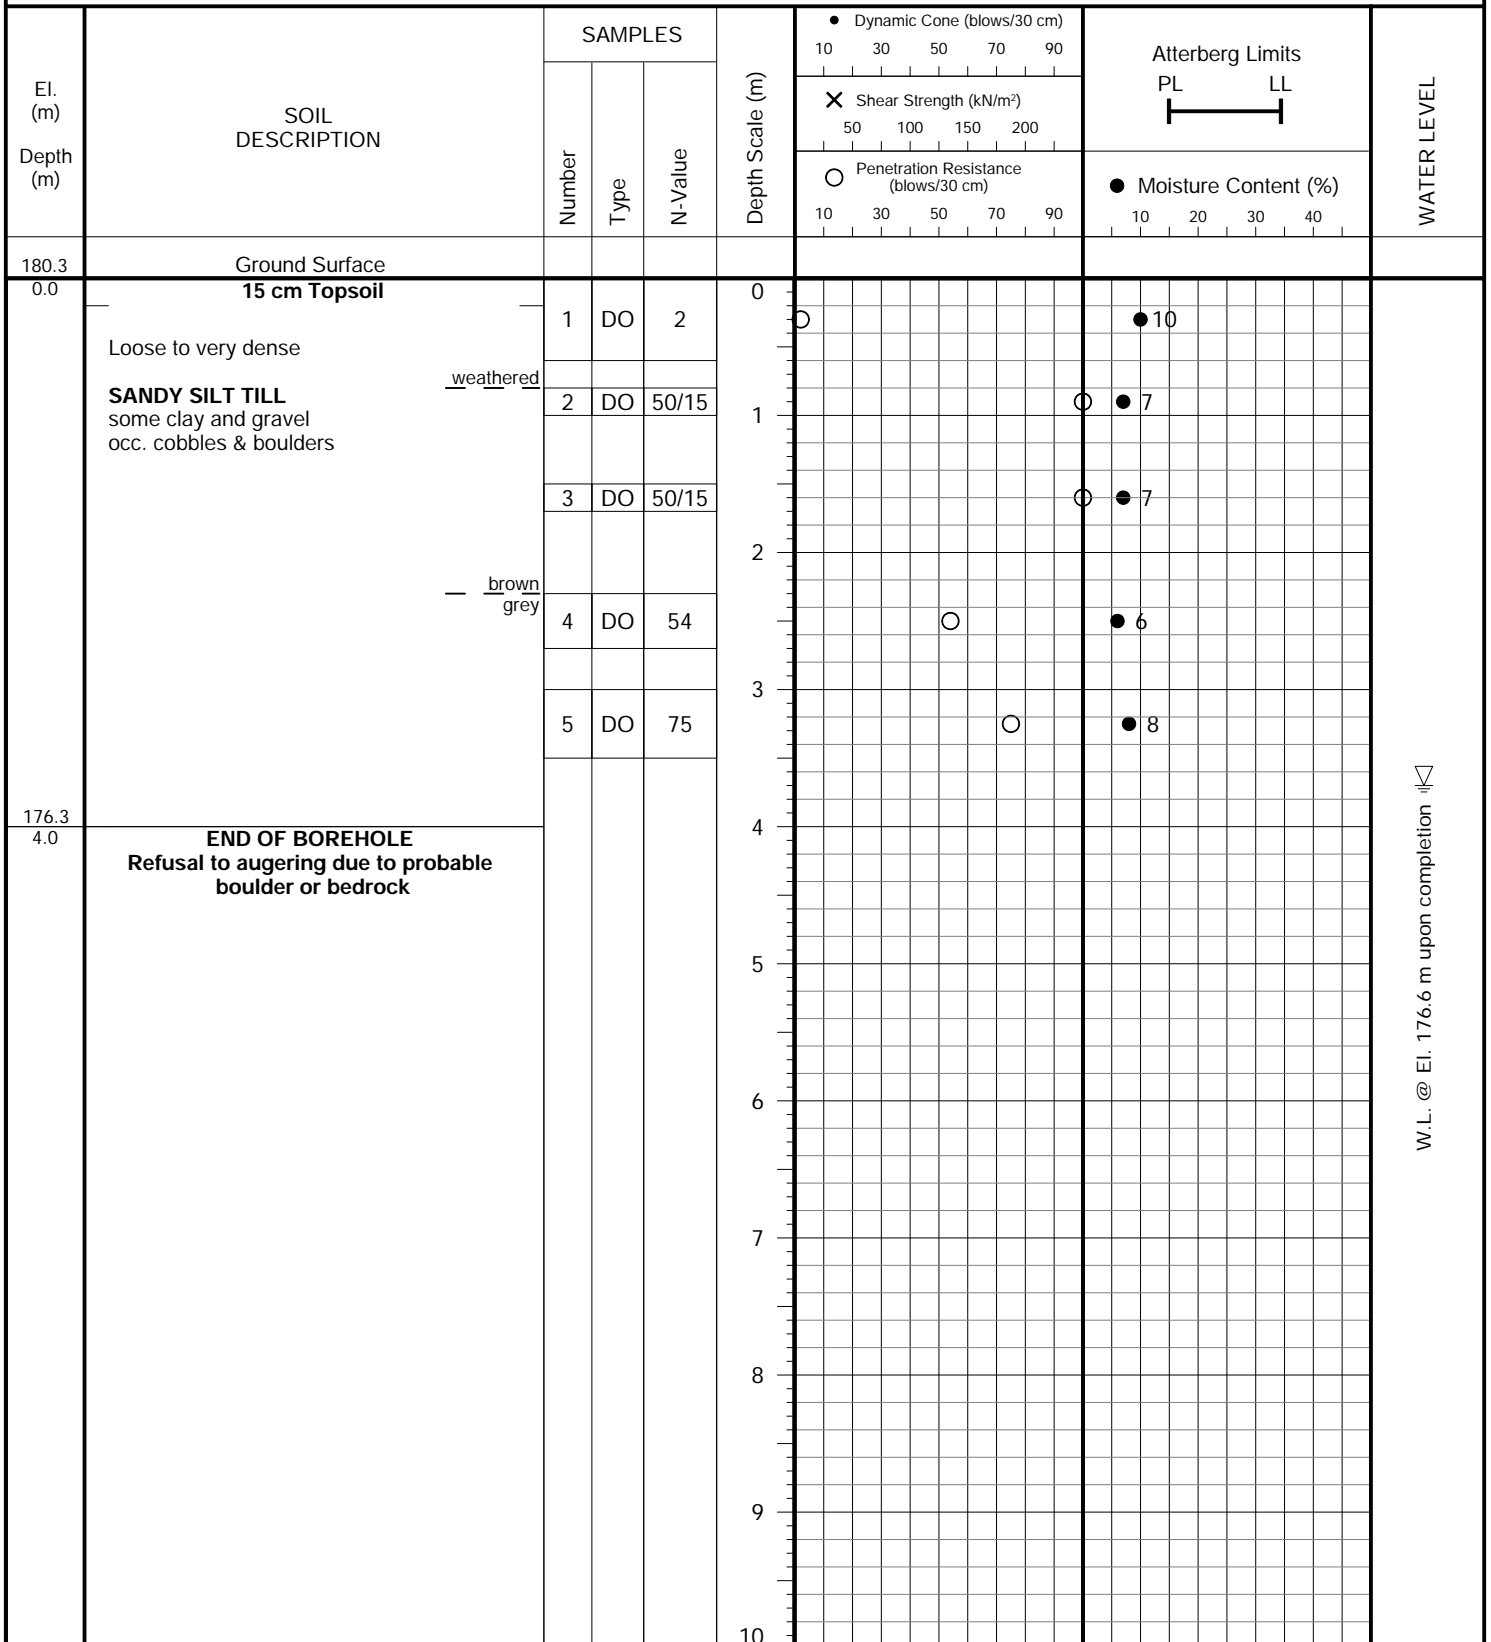 El.
(m)
Depth
(m)
SOIL
DESCRIPTION
SAMPLES
Number
Type
N-Value
Depth Scale (m)
Dynamic Cone (blows/30 cm)
10 30 50 70 90
Shear Strength (kN/m²)
50 100 150 200
Penetration Resistance
(blows/30 cm)
10 30 50 70 90
Atterberg Limits
PL LL
Moisture Content (%)
10 20 30 40
WATER LEVEL
180.3 Ground Surface
0.0 15 cm Topsoil 0
1 DO 2 10
Loose to very dense
weathered
SANDY SILT TILL
2 DO 50/15 7
some clay and gravel 1
occ. cobbles & boulders
3 DO 50/15 7
2
brown
grey
4 DO 54 6
3
5 DO 75 8
176.3
4.0 END OF BOREHOLE 4
Refusal to augering due to probable
boulder or bedrock
W.L. @ El. 176.6 m upon completion
5
6
7
8
9
10